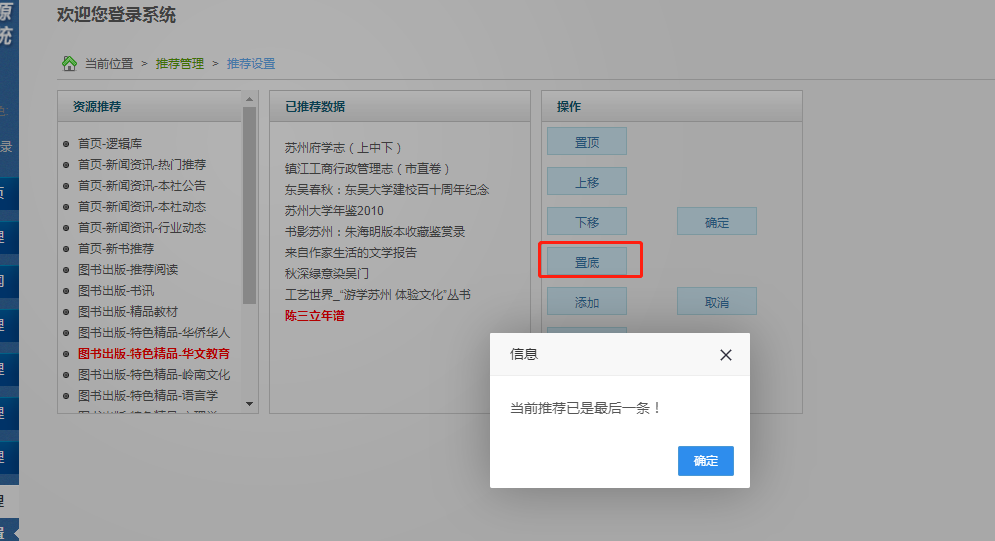 源
统
欢迎您登录系统
当前位置 > 推荐管理 > 推荐设置
色:
录
页
理
阅
理
理
理
理
理
置
资源推荐
首页-逻辑库
首页-新闻资讯-热门推荐
首页-新闻资讯-本社公告
首页-新闻资讯-本社动态
首页-新闻资讯-行业动态
首页-新书推荐
图书出版-推荐阅读
图书出版-书讯
图书出版-精品教材
图书出版-特色精品-华侨华人
图书出版-特色精品-华文教育
图书出版-特色精品-岭南文化
图书出版-特色精品-语言学
已推荐数据
苏州府学志（上中下）
镇江工商行政管理志（市直卷）
东吴春秋：东吴大学建校百十周年纪念
苏州大学年鉴2010
书影苏州：朱海明版本收藏鉴赏录
来自作家生活的文学报告
秋深绿意染吴门
工艺世界_“游学苏州 体验文化”丛书
陈三立年谱
操作
置顶
上移
下移 确定
置底
添加 取消
信息
当前推荐已是最后一条！
确定